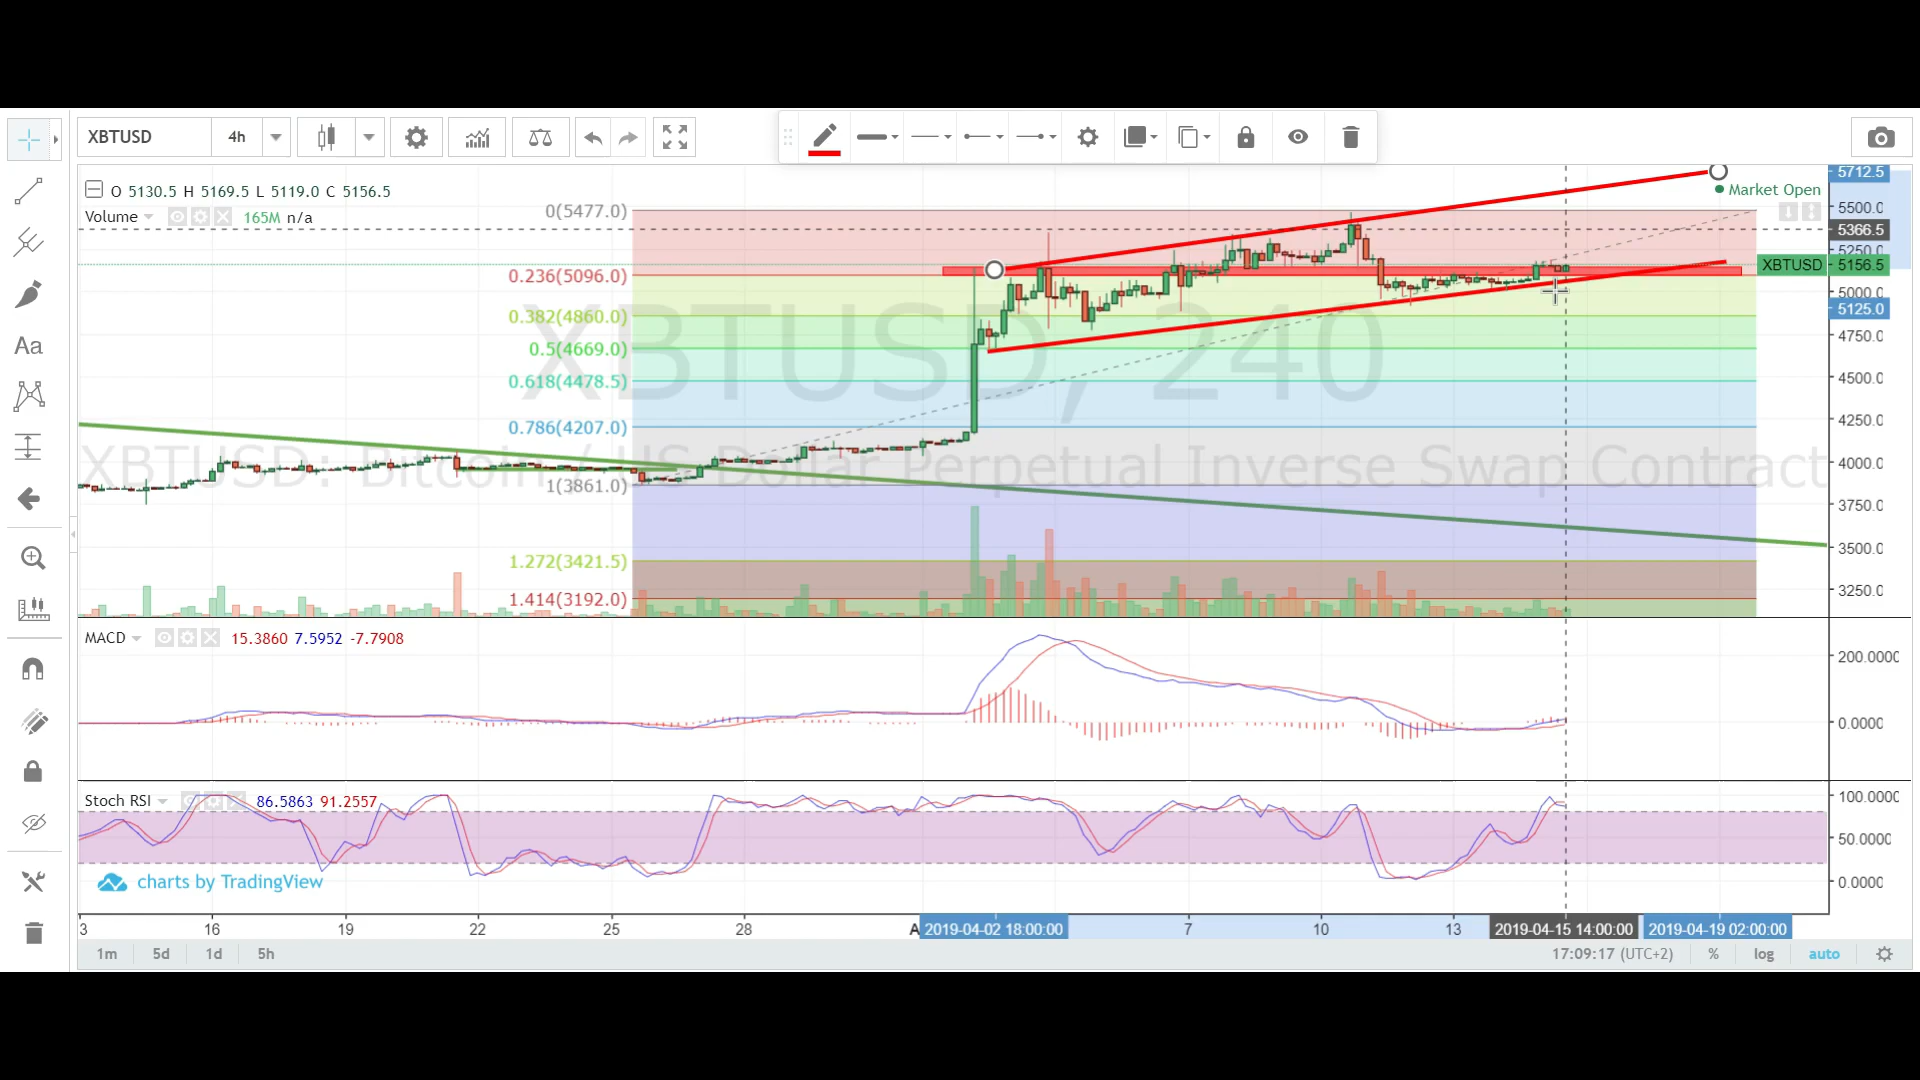 XBTUSD 4h
O 5130.5 H 5169.5 L 5119.0 C 5156.5
Volume 165M n/a
Market Open
5712.5
5500.0
5366.5
5250.0
XBTUSD 5156.5
5000.0
5125.0
4750.0
4500.0
4250.0
4000.0
3750.0
3500.0
3250.0
0(5477.0)
0.236(5096.0)
0.382(4860.0)
0.5(4669.0)
0.618(4478.5)
0.786(4207.0)
1(3861.0)
1.272(3421.5)
1.414(3192.0)
XBTUSD, 240
XBTUSD: Bitcoin / US Dollar Perpetual Inverse Swap Contract
Aa
MACD 15.3860 7.5952 -7.7908
200.0000
0.0000
Stoch RSI 86.5863 91.2557
100.0000
50.0000
0.0000
charts by TradingView
3 16 19 22 25 28 A 2019-04-02 18:00:00 7 10 13 2019-04-15 14:00:00 2019-04-19 02:00:00
1m 5d 1d 5h 17:09:17 (UTC+2) % log auto